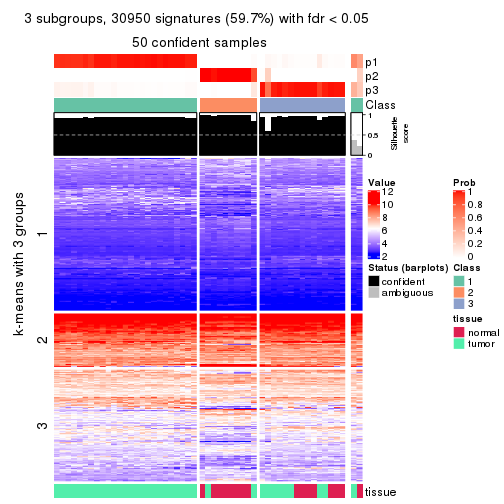 3 subgroups, 30950 signatures (59.7%) with fdr < 0.05
50 confident samples
p1
p2
p3
Class
1
0.5
0
Silhouette
score
k-means with 3 groups
1
2
3
tissue
Value
12
10
8
6
4
2
Prob
1
0.8
0.6
0.4
0.2
0
Status (barplots)
confident
ambiguous
Class
1
2
3
tissue
normal
tumor